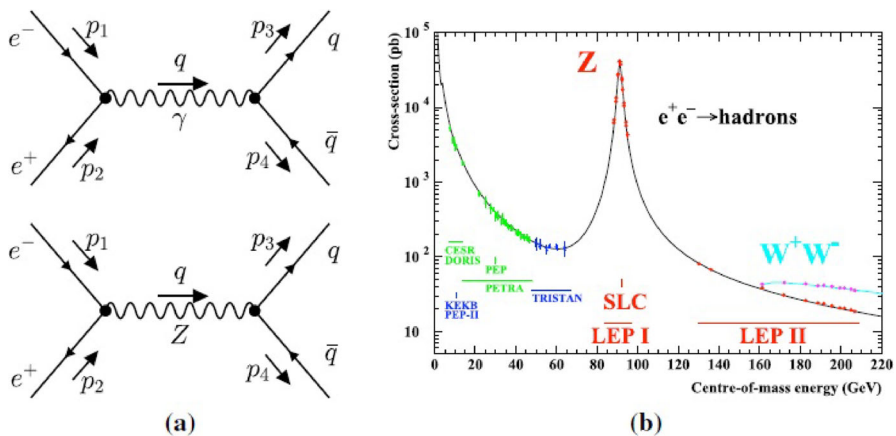 e⁻ p₁ p₃ q
q
γ
e⁺ p₂ p₄ q̄
e⁻ p₁ p₃ q
q
Z
e⁺ p₂ p₄ q̄
(a)
Cross-section (pb)
10⁵
10⁴
10³
10²
10
Z
e⁺e⁻→hadrons
CESR
DORIS
PEP
PETRA
KEKB
PEP-II
TRISTAN
SLC
LEP I
W⁺W⁻
LEP II
0 20 40 60 80 100 120 140 160 180 200 220
Centre-of-mass energy (GeV)
(b)